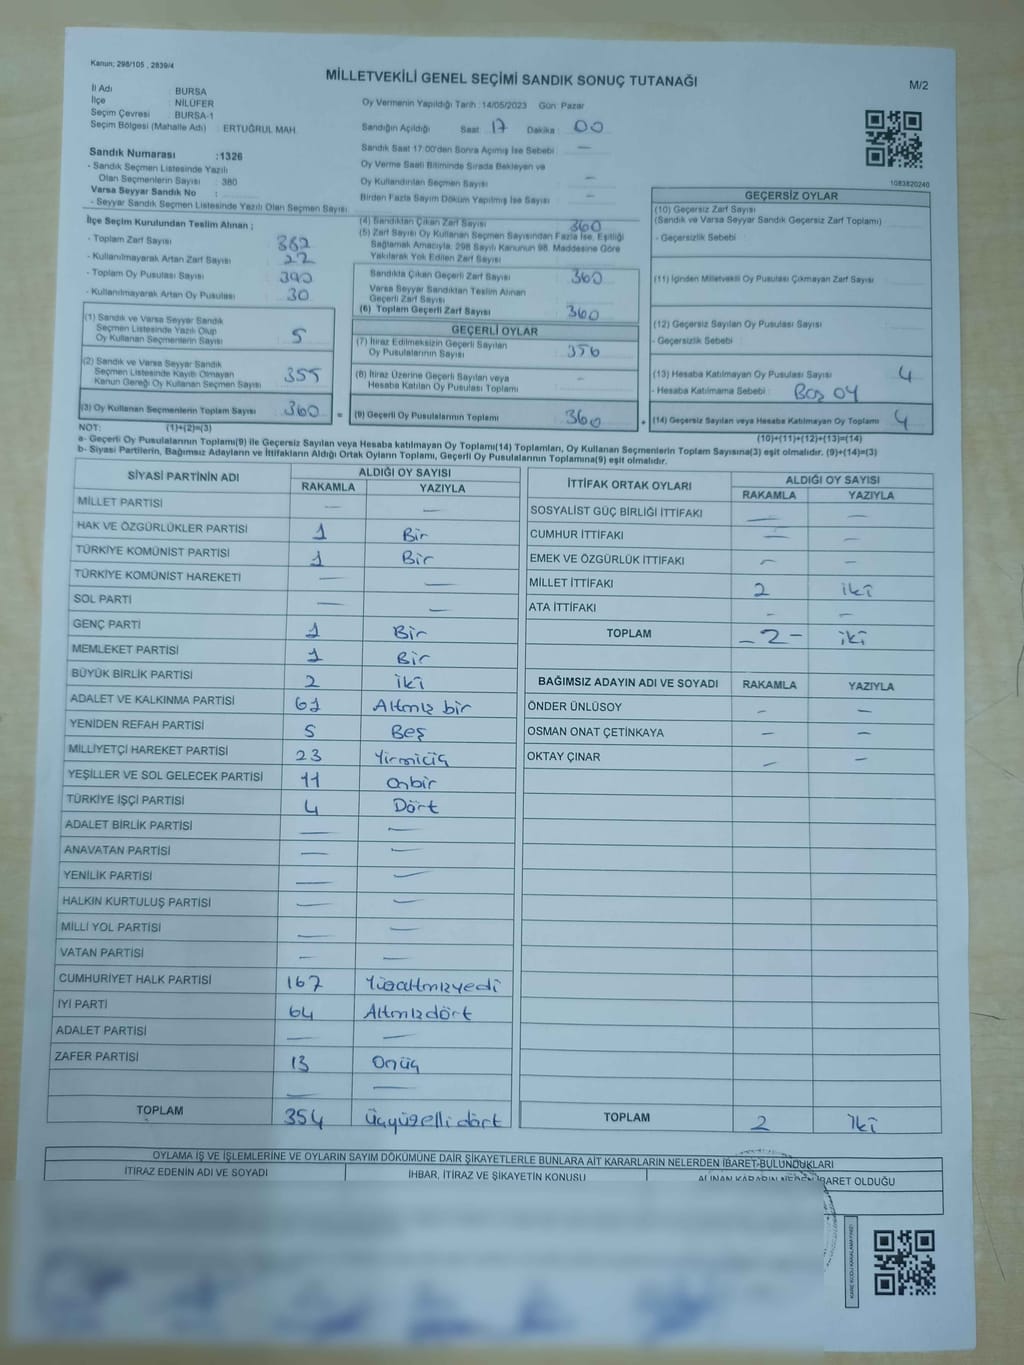 Kanun; 298/105 , 2839/4
MİLLETVEKİLİ GENEL SEÇİMİ SANDIK SONUÇ TUTANAĞI
M/2
İl Adı : BURSA
İlçe : NİLÜFER
Seçim Çevresi : BURSA-1
Seçim Bölgesi (Mahalle Adı) : ERTUĞRUL MAH.
Oy Vermenin Yapıldığı Tarih : 14/05/2023 Gün: Pazar
Sandığın Açıldığı Saat : 17 Dakika : 00
Sandık Saat 17:00'den Sonra Açılmış İse Sebebi : —
Oy Verme Saati Bitiminde Sırada Bekleyen ve
Oy Kullandırılan Seçmen Sayısı : —
Birden Fazla Sayım Döküm Yapılmış İse Sayısı : —
Sandık Numarası : 1326
- Sandık Seçmen Listesinde Yazılı
Olan Seçmenlerin Sayısı : 380
Varsa Seyyar Sandık No :
- Seyyar Sandık Seçmen Listesinde Yazılı Olan Seçmen Sayısı :
1083820240
İlçe Seçim Kurulundan Teslim Alınan ;
- Toplam Zarf Sayısı : 382
- Kullanılmayarak Artan Zarf Sayısı : 22
- Toplam Oy Pusulası Sayısı : 390
- Kullanılmayarak Artan Oy Pusulası : 30
(1) Sandık ve Varsa Seyyar Sandık
Seçmen Listesinde Yazılı Olup
Oy Kullanan Seçmenlerin Sayısı : 5
(2) Sandık ve Varsa Seyyar Sandık
Seçmen Listesinde Kayıtlı Olmayan
Kanun Gereği Oy Kullanan Seçmen Sayısı : 355
(3) Oy Kullanan Seçmenlerin Toplam Sayısı : 360 =
(4) Sandıktan Çıkan Zarf Sayısı : 360
(5) Zarf Sayısı Oy Kullanan Seçmen Sayısından Fazla İse, Eşitliği
Sağlamak Amacıyla, 298 Sayılı Kanunun 98. Maddesine Göre
Yakılarak Yok Edilen Zarf Sayısı :
Sandıkta Çıkan Geçerli Zarf Sayısı : 360
Varsa Seyyar Sandıktan Teslim Alınan
Geçerli Zarf Sayısı :
(6) Toplam Geçerli Zarf Sayısı : 360
GEÇERLİ OYLAR
(7) İtiraz Edilmeksizin Geçerli Sayılan
Oy Pusulalarının Sayısı : 356
(8) İtiraz Üzerine Geçerli Sayılan veya
Hesaba Katılan Oy Pusulası Toplamı : —
(9) Geçerli Oy Pusulalarının Toplamı : 360 +
GEÇERSİZ OYLAR
(10) Geçersiz Zarf Sayısı
(Sandık ve Varsa Seyyar Sandık Geçersiz Zarf Toplamı) :
- Geçersizlik Sebebi :
(11) İçinden Milletvekili Oy Pusulası Çıkmayan Zarf Sayısı :
(12) Geçersiz Sayılan Oy Pusulası Sayısı :
- Geçersizlik Sebebi :
(13) Hesaba Katılmayan Oy Pusulası Sayısı : 4
- Hesaba Katılmama Sebebi : Boş oy
(14) Geçersiz Sayılan veya Hesaba Katılmayan Oy Toplamı : 4
NOT: (1)+(2)=(3)
(10)+(11)+(12)+(13)=(14)
a- Geçerli Oy Pusulalarının Toplamı(9) ile Geçersiz Sayılan veya Hesaba katılmayan Oy Toplamı(14) Toplamları, Oy Kullanan Seçmenlerin Toplam Sayısına(3) eşit olmalıdır. (9)+(14)=(3)
b- Siyasi Partilerin, Bağımsız Adayların ve İttifakların Aldığı Ortak Oyların Toplamı, Geçerli Oy Pusulalarının Toplamına(9) eşit olmalıdır.
SİYASİ PARTİNİN ADI ALDIĞI OY SAYISI
RAKAMLA YAZIYLA
MİLLET PARTİSİ — —
HAK VE ÖZGÜRLÜKLER PARTİSİ 1 Bir
TÜRKİYE KOMÜNİST PARTİSİ 1 Bir
TÜRKİYE KOMÜNİST HAREKETİ — —
SOL PARTİ — —
GENÇ PARTİ 1 Bir
MEMLEKET PARTİSİ 1 Bir
BÜYÜK BİRLİK PARTİSİ 2 iki
ADALET VE KALKINMA PARTİSİ 61 Altmış bir
YENİDEN REFAH PARTİSİ 5 Beş
MİLLİYETÇİ HAREKET PARTİSİ 23 Yirmiüç
YEŞİLLER VE SOL GELECEK PARTİSİ 11 Onbir
TÜRKİYE İŞÇİ PARTİSİ 4 Dört
ADALET BİRLİK PARTİSİ — —
ANAVATAN PARTİSİ — —
YENİLİK PARTİSİ — —
HALKIN KURTULUŞ PARTİSİ — —
MİLLİ YOL PARTİSİ — —
VATAN PARTİSİ — —
CUMHURİYET HALK PARTİSİ 167 Yüzaltmışyedi
İYİ PARTİ 64 Altmışdört
ADALET PARTİSİ — —
ZAFER PARTİSİ 13 Onüç
— —
TOPLAM 354 Üçyüzelli dört
İTTİFAK ORTAK OYLARI ALDIĞI OY SAYISI
RAKAMLA YAZIYLA
SOSYALİST GÜÇ BİRLİĞİ İTTİFAKI — —
CUMHUR İTTİFAKI — —
EMEK VE ÖZGÜRLÜK İTTİFAKI — —
MİLLET İTTİFAKI 2 iki
ATA İTTİFAKI — —
TOPLAM -2- iki
BAĞIMSIZ ADAYIN ADI VE SOYADI RAKAMLA YAZIYLA
ÖNDER ÜNLÜSOY — —
OSMAN ONAT ÇETİNKAYA — —
OKTAY ÇINAR — —
TOPLAM 2 İki
OYLAMA İŞ VE İŞLEMLERİNE VE OYLARIN SAYIM DÖKÜMÜNE DAİR ŞİKAYETLERLE BUNLARA AİT KARARLARIN NELERDEN İBARET BULUNDUKLARI
İTİRAZ EDENİN ADI VE SOYADI
İHBAR, İTİRAZ VE ŞİKAYETİN KONUSU
ALINAN KARARIN NEDEN İBARET OLDUĞU